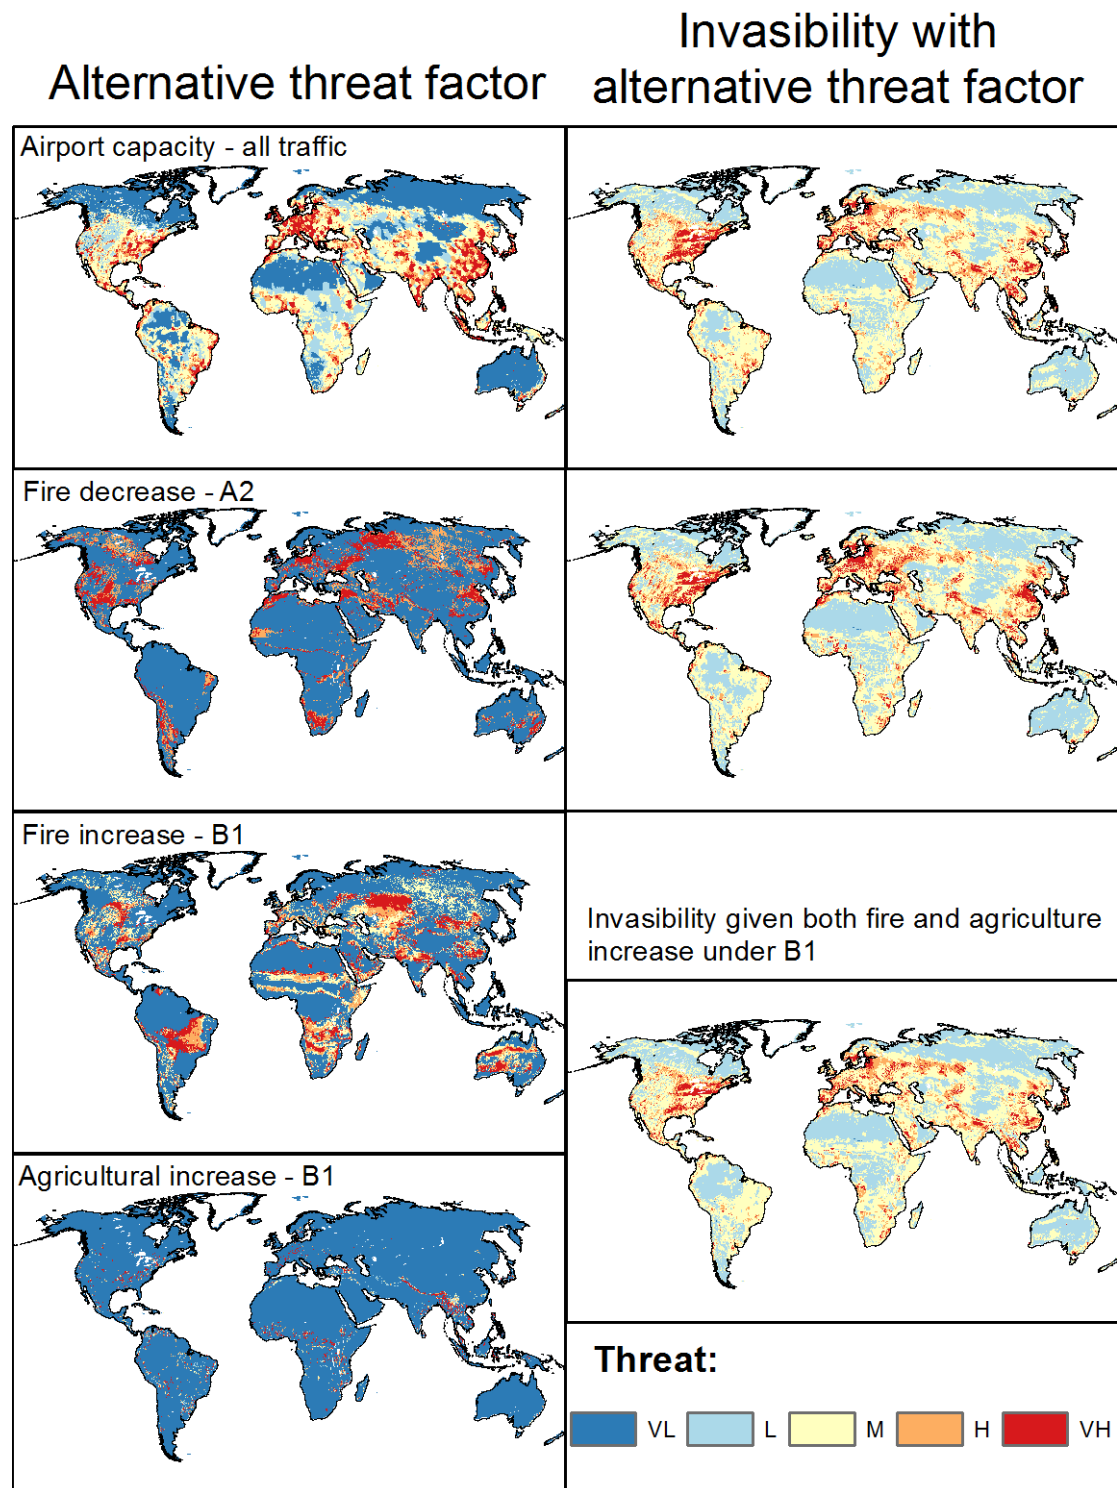 Alternative threat factor
Invasibility with
alternative threat factor
Airport capacity - all traffic
Fire decrease - A2
Fire increase - B1
Invasibility given both fire and agriculture
increase under B1
Agricultural increase - B1
Threat:
VL L M H VH